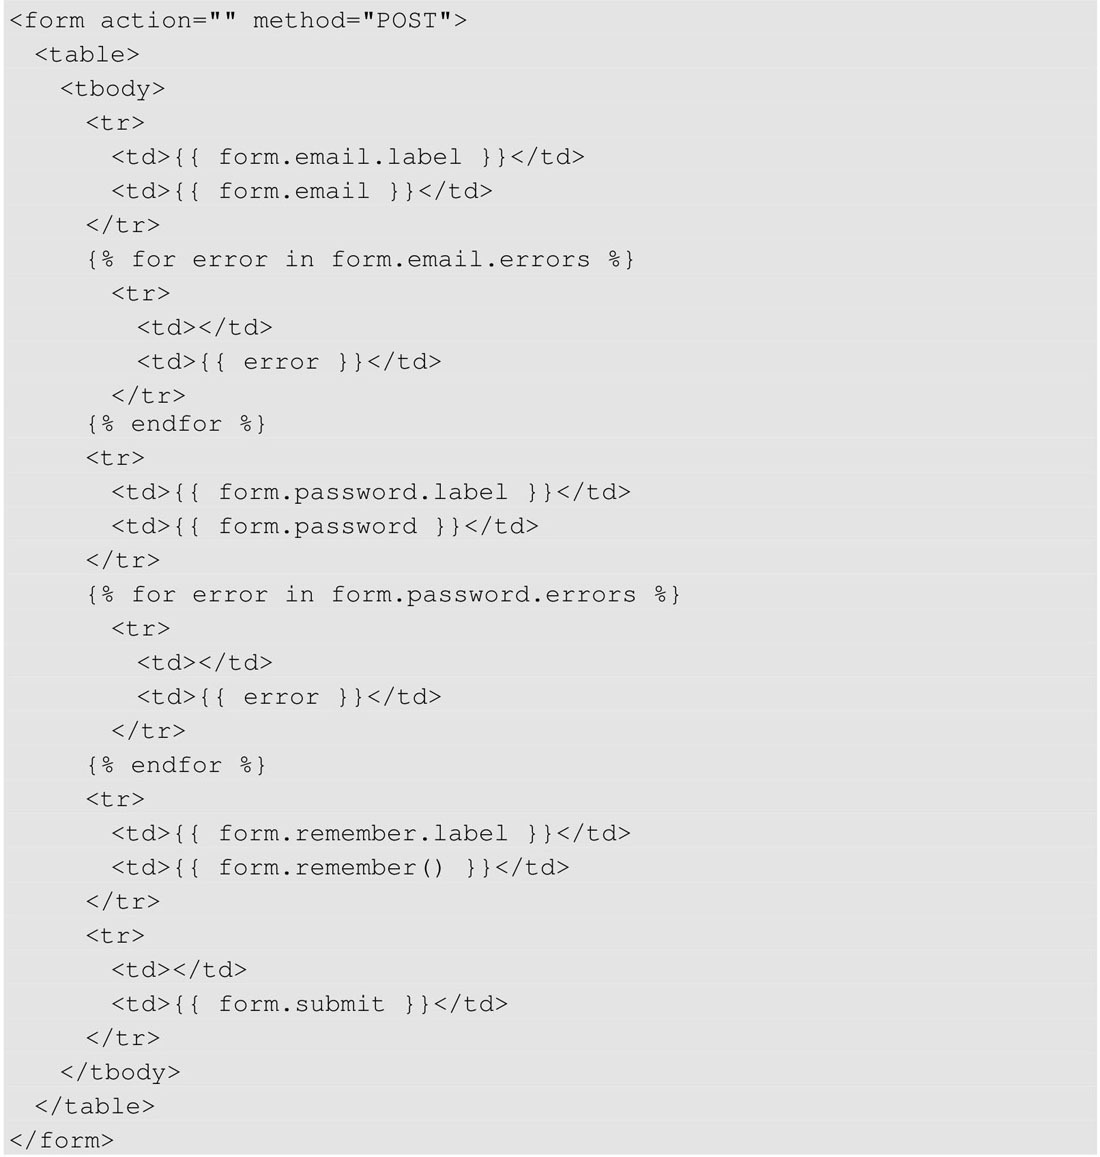 <form action="" method="POST">
  <table>
    <tbody>
      <tr>
        <td>{{ form.email.label }}</td>
        <td>{{ form.email }}</td>
      </tr>
      {% for error in form.email.errors %}
        <tr>
          <td></td>
          <td>{{ error }}</td>
        </tr>
      {% endfor %}
      <tr>
        <td>{{ form.password.label }}</td>
        <td>{{ form.password }}</td>
      </tr>
      {% for error in form.password.errors %}
        <tr>
          <td></td>
          <td>{{ error }}</td>
        </tr>
      {% endfor %}
      <tr>
        <td>{{ form.remember.label }}</td>
        <td>{{ form.remember() }}</td>
      </tr>
      <tr>
        <td></td>
        <td>{{ form.submit }}</td>
      </tr>
    </tbody>
  </table>
</form>